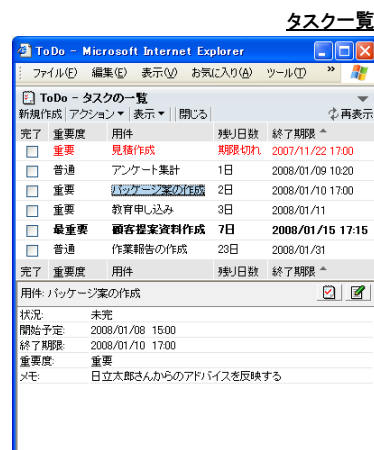 タスク一覧
ToDo - Microsoft Internet Explorer
ファイル(F) 編集(E) 表示(V) お気に入り(A) ツール(T) »
ToDo - タスクの一覧
新規作成 アクション▼ 表示▼ 閉じる 再表示
完了 重要度 用件 残り日数 終了期限
重要 見積作成 期限切れ 2007/11/22 17:00
普通 アンケート集計 1日 2008/01/09 10:20
重要 パッケージ案の作成 2日 2008/01/10 17:00
重要 教育申し込み 3日 2008/01/11
最重要 顧客提案資料作成 7日 2008/01/15 17:15
普通 作業報告の作成 23日 2008/01/31
完了 重要度 用件 残り日数 終了期限
用件: パッケージ案の作成
状況: 未完
開始予定: 2008/01/08 15:00
終了期限: 2008/01/10 17:00
重要度: 重要
メモ: 日立太郎さんからのアドバイスを反映する